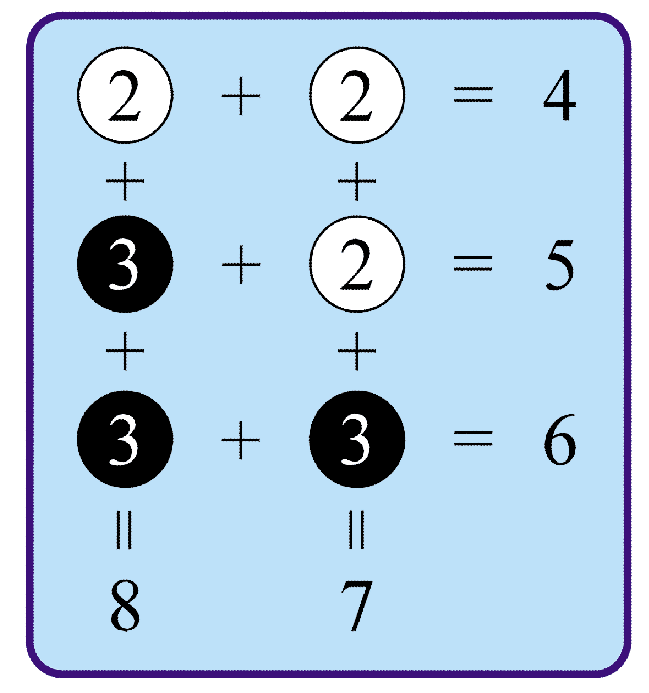 2 + 2 = 4
+ +
3 + 2 = 5
+ +
3 + 3 = 6
= =
8 7